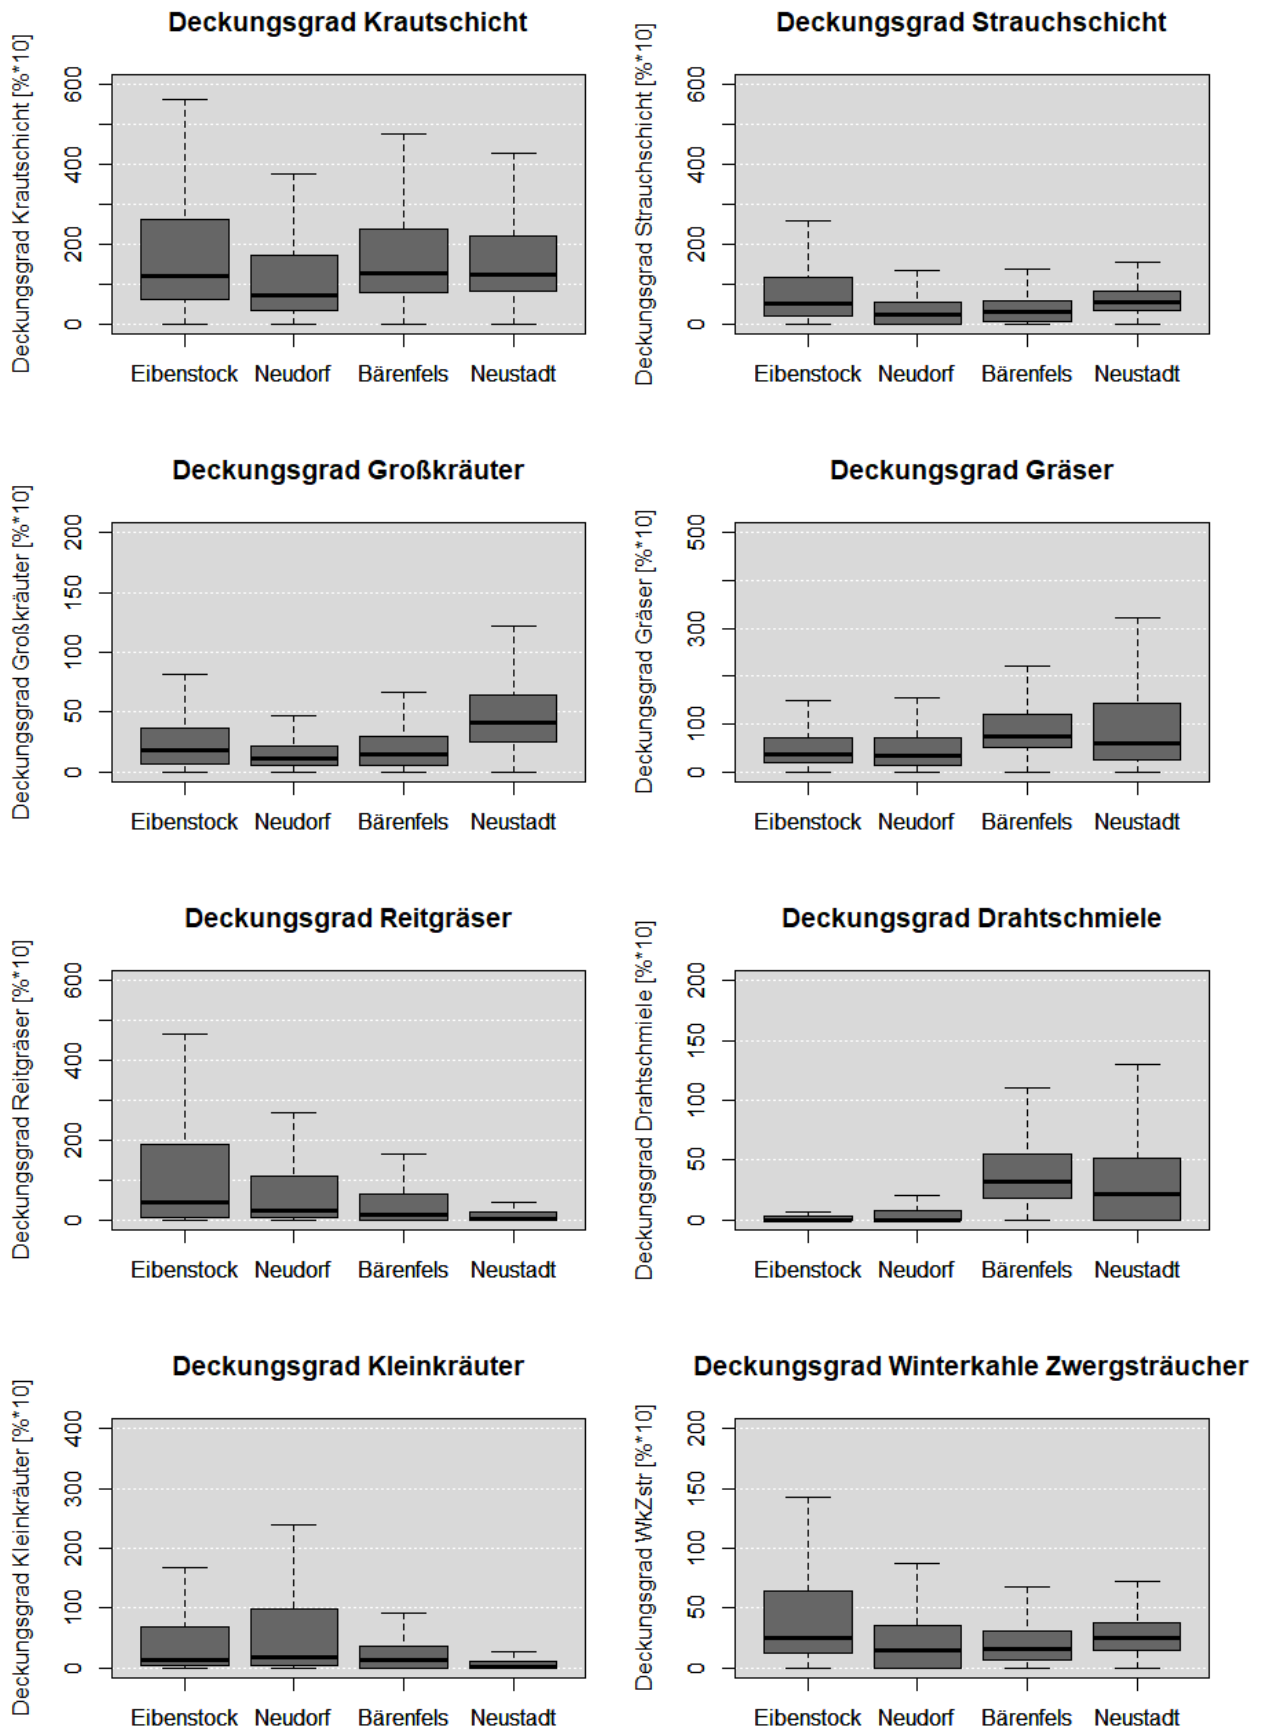 Deckungsgrad Krautschicht
Deckungsgrad Krautschicht [%*10]
600
400
200
0
Eibenstock Neudorf Bärenfels Neustadt
Deckungsgrad Strauchschicht
Deckungsgrad Strauchschicht [%*10]
600
400
200
0
Eibenstock Neudorf Bärenfels Neustadt
Deckungsgrad Großkräuter
Deckungsgrad Großkräuter [%*10]
200
150
100
50
0
Eibenstock Neudorf Bärenfels Neustadt
Deckungsgrad Gräser
Deckungsgrad Gräser [%*10]
500
300
100
0
Eibenstock Neudorf Bärenfels Neustadt
Deckungsgrad Reitgräser
Deckungsgrad Reitgräser [%*10]
600
400
200
0
Eibenstock Neudorf Bärenfels Neustadt
Deckungsgrad Drahtschmiele
Deckungsgrad Drahtschmiele [%*10]
200
150
100
50
0
Eibenstock Neudorf Bärenfels Neustadt
Deckungsgrad Kleinkräuter
Deckungsgrad Kleinkräuter [%*10]
400
300
200
100
0
Eibenstock Neudorf Bärenfels Neustadt
Deckungsgrad Winterkahle Zwergsträucher
Deckungsgrad WkZstr [%*10]
200
150
100
50
0
Eibenstock Neudorf Bärenfels Neustadt